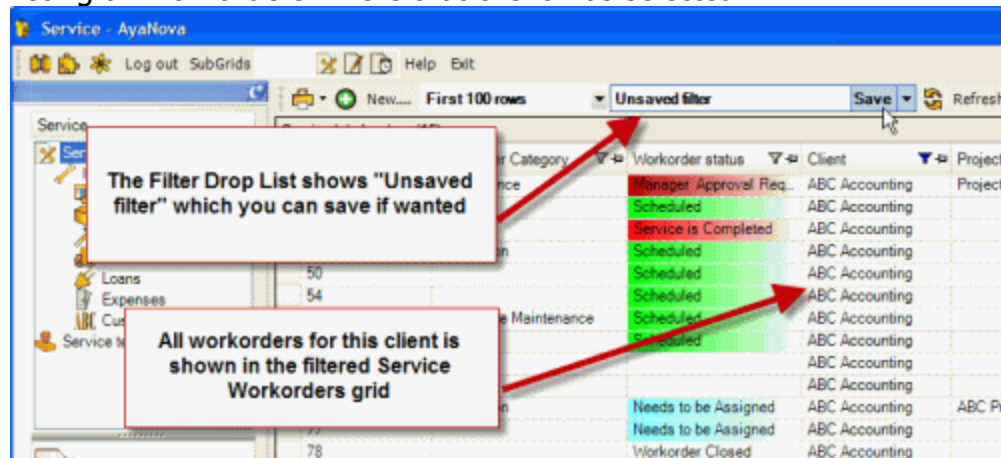 Service - AyaNova
Log out SubGrids Help Exit
New.... First 100 rows Unsaved filter Save Refresh
Service
Category Workorder status Client Project
Manager Approval Req... ABC Accounting Project
Scheduled ABC Accounting
Service is Completed ABC Accounting
Scheduled ABC Accounting
50 Scheduled ABC Accounting
54 Scheduled ABC Accounting
Maintenance Scheduled ABC Accounting
Scheduled ABC Accounting
ABC Accounting
ABC Accounting
Needs to be Assigned ABC Accounting ABC P
Needs to be Assigned ABC Accounting
78 Workorder Closed ABC Accounting
Loans
Expenses
The Filter Drop List shows "Unsaved
filter" which you can save if wanted
All workorders for this client is
shown in the filtered Service
Workorders grid